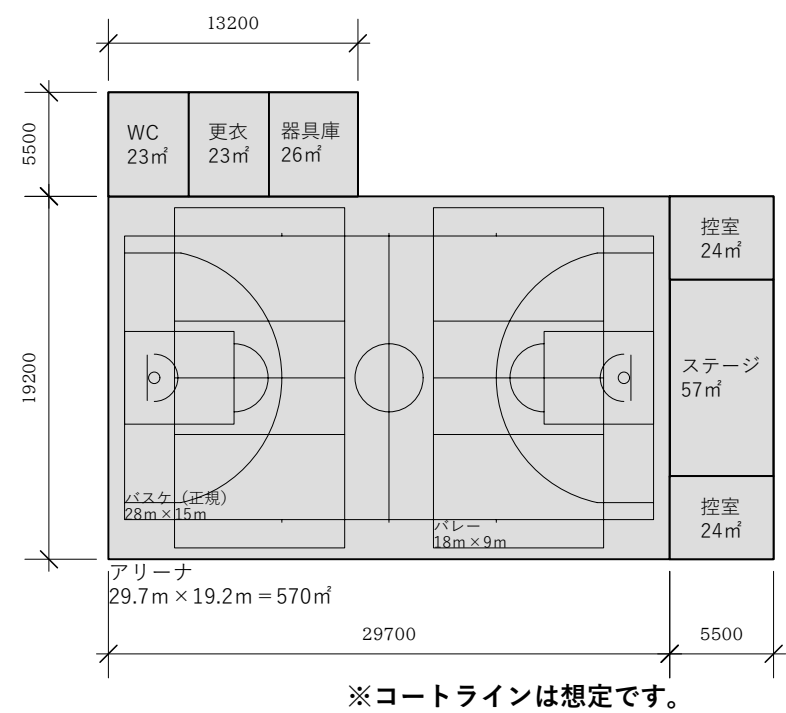 13200
5500
WC
23㎡
更衣
23㎡
器具庫
26㎡
19200
控室
24㎡
ステージ
57㎡
控室
24㎡
バスケ（正規）
28m×15m
バレー
18m×9m
アリーナ
29.7m×19.2m＝570㎡
29700
5500
※コートラインは想定です。